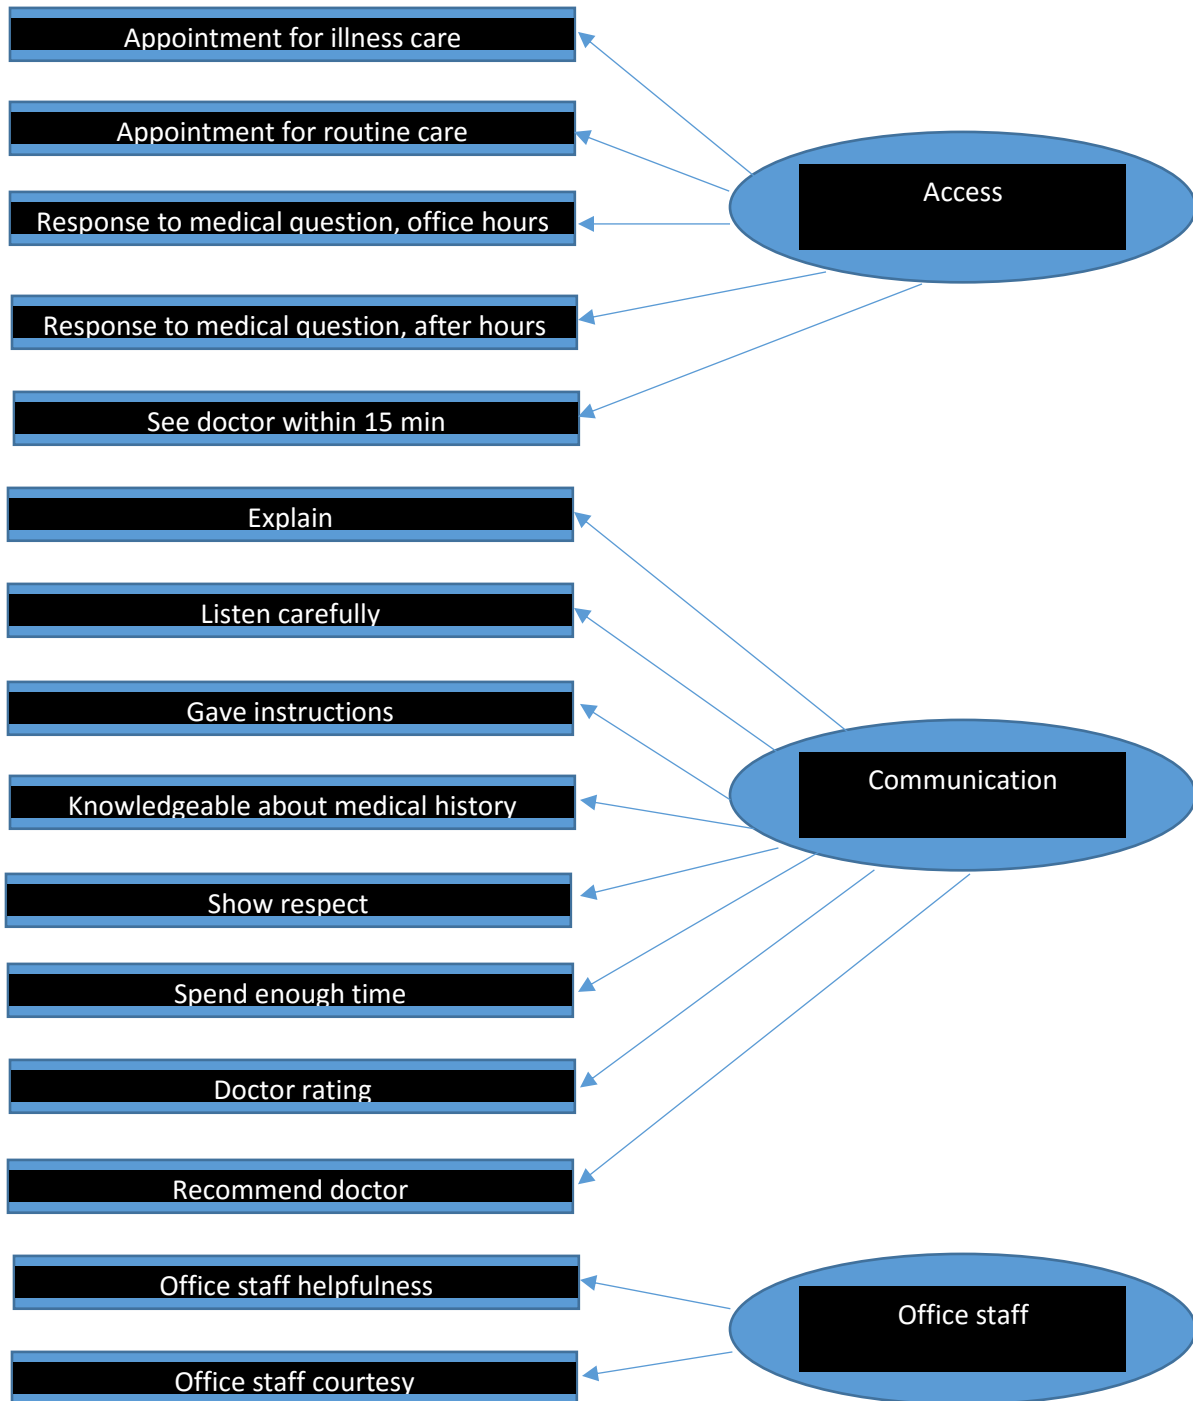 Appointment for illness care
Appointment for routine care
Response to medical question, office hours
Response to medical question, after hours
See doctor within 15 min
Access
Explain
Listen carefully
Gave instructions
Knowledgeable about medical history
Show respect
Spend enough time
Doctor rating
Recommend doctor
Communication
Office staff helpfulness
Office staff courtesy
Office staff